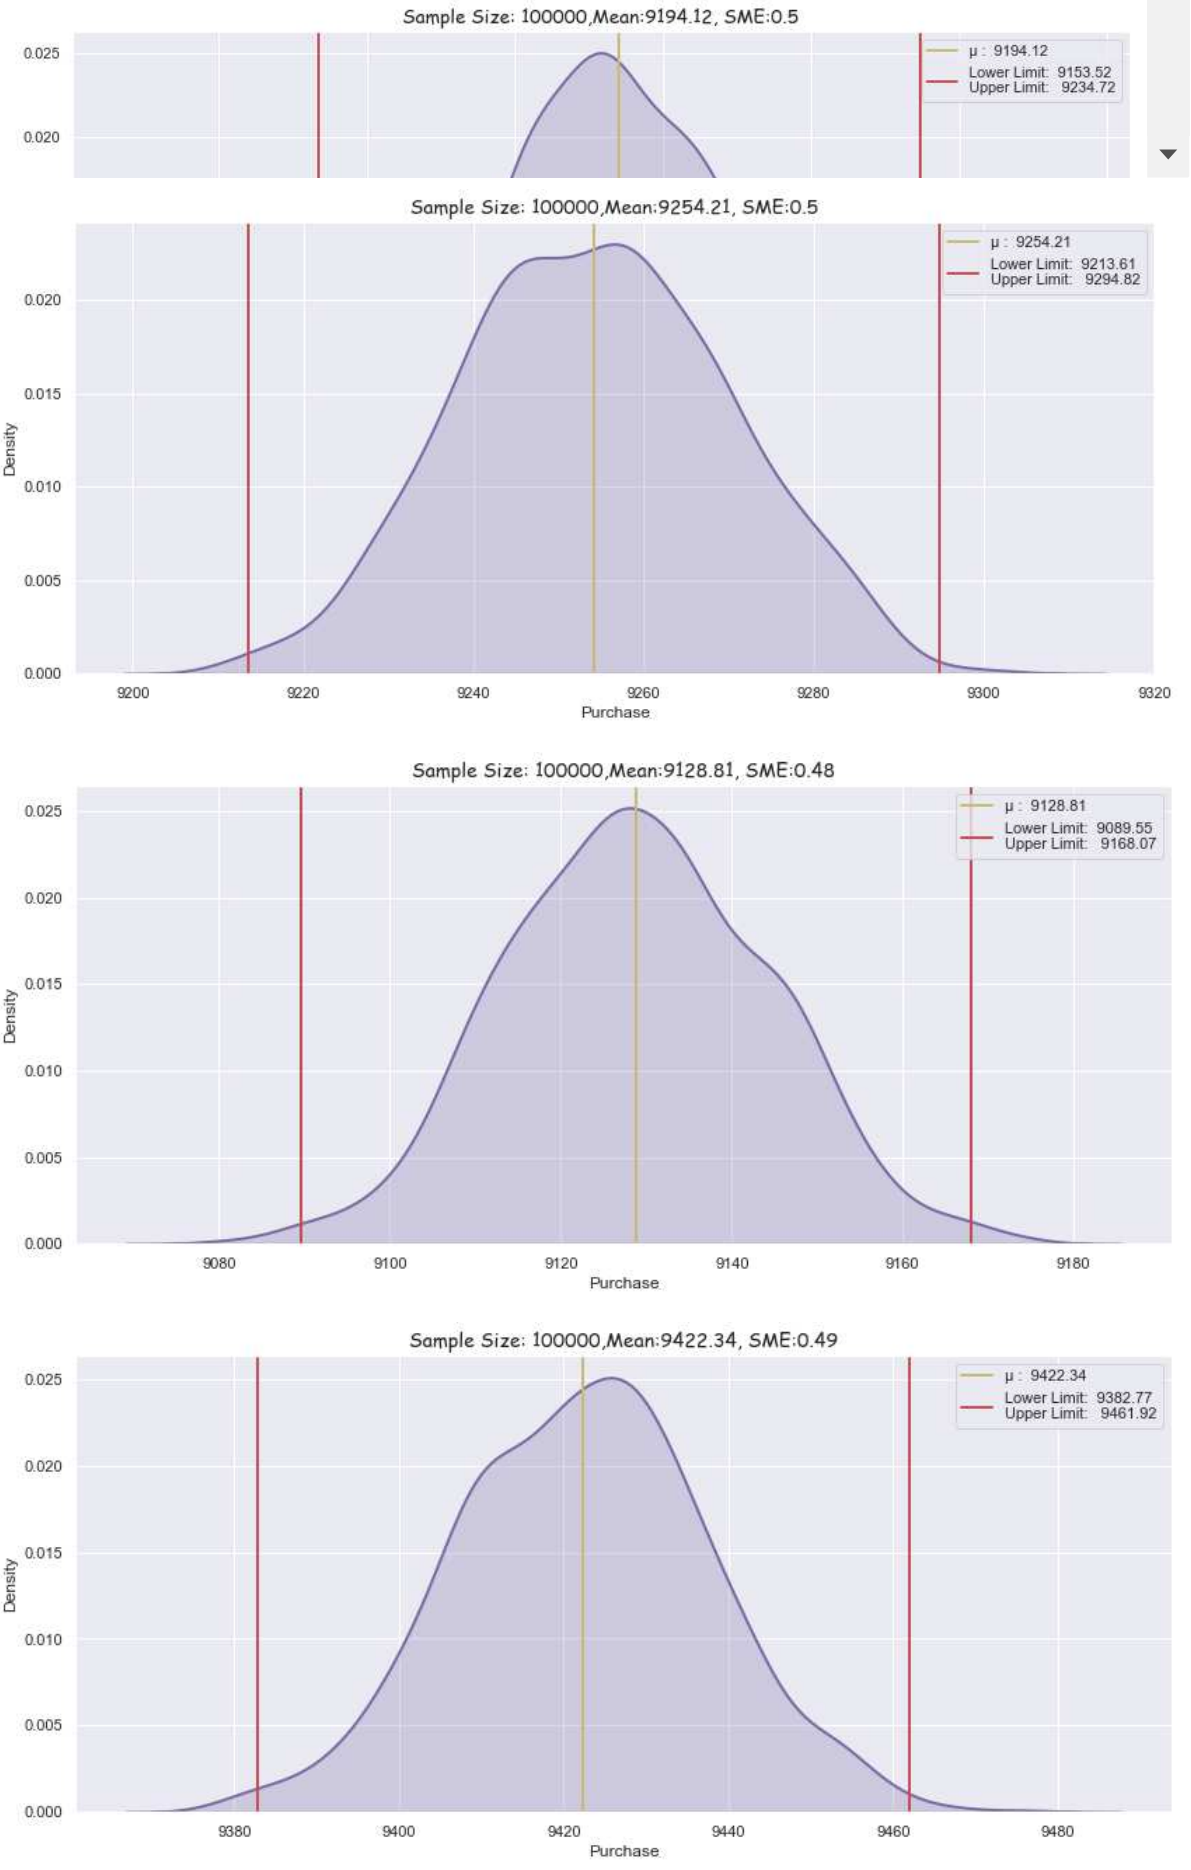 Sample Size: 100000,Mean:9194.12, SME:0.5
0.025
0.020
μ : 9194.12
Lower Limit: 9153.52
Upper Limit: 9234.72
Sample Size: 100000,Mean:9254.21, SME:0.5
μ : 9254.21
Lower Limit: 9213.61
Upper Limit: 9294.82
0.020
0.015
0.010
0.005
0.000
Density
9200 9220 9240 9260 9280 9300 9320
Purchase
Sample Size: 100000,Mean:9128.81, SME:0.48
μ : 9128.81
Lower Limit: 9089.55
Upper Limit: 9168.07
0.025
0.020
0.015
0.010
0.005
0.000
Density
9080 9100 9120 9140 9160 9180
Purchase
Sample Size: 100000,Mean:9422.34, SME:0.49
μ : 9422.34
Lower Limit: 9382.77
Upper Limit: 9461.92
0.025
0.020
0.015
0.010
0.005
0.000
Density
9380 9400 9420 9440 9460 9480
Purchase